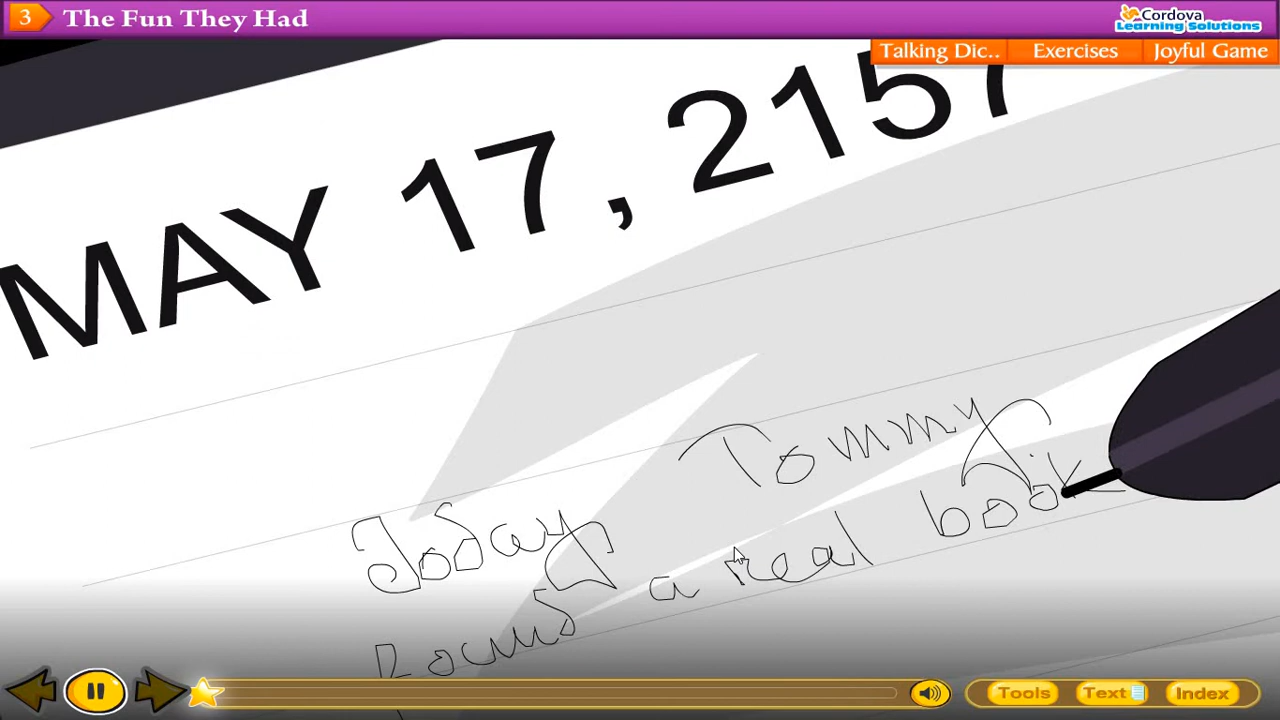 3 The Fun They Had
Cordova
Learning Solutions
Talking Dic.. Exercises Joyful Game
MAY 17, 2157
Today Tommy
Found a real book
Tools Text Index